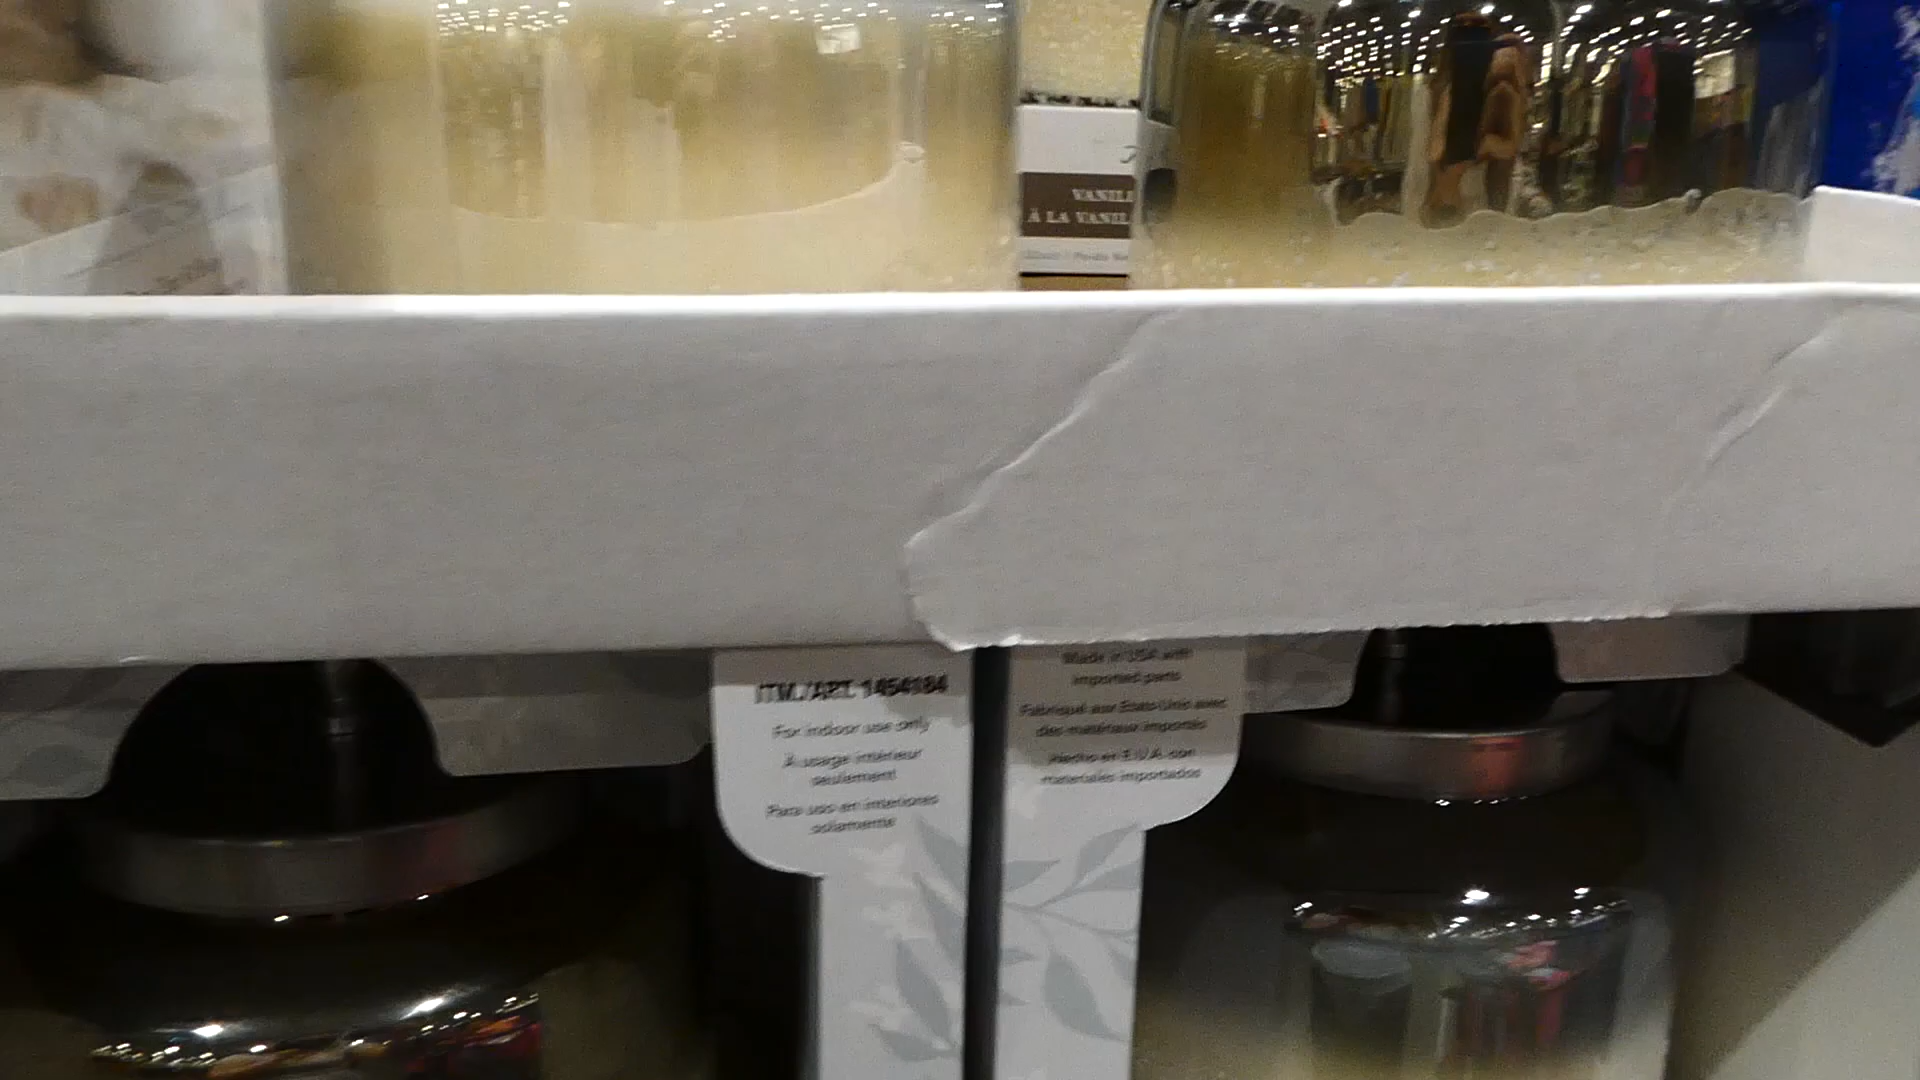 VANIL
À LA VANIL
ITM./ART. 1454184
For indoor use only
À usage intérieur
seulement
Para uso en interiores
solamente
Made in USA with
imported parts
Fabriqué aux États-Unis avec
des matériaux importés
Hecho en E.U.A. con
materiales importados